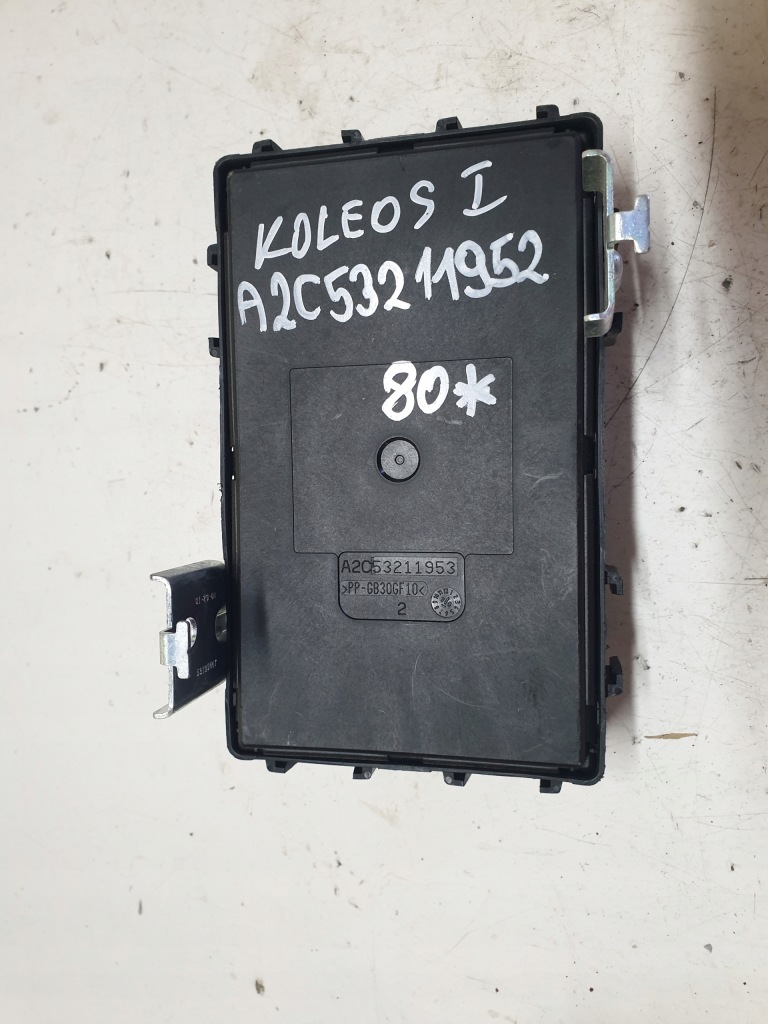 KOLEOS I
A2C53211952
80*
A2C53211953
>PP-GB30GF10<
2